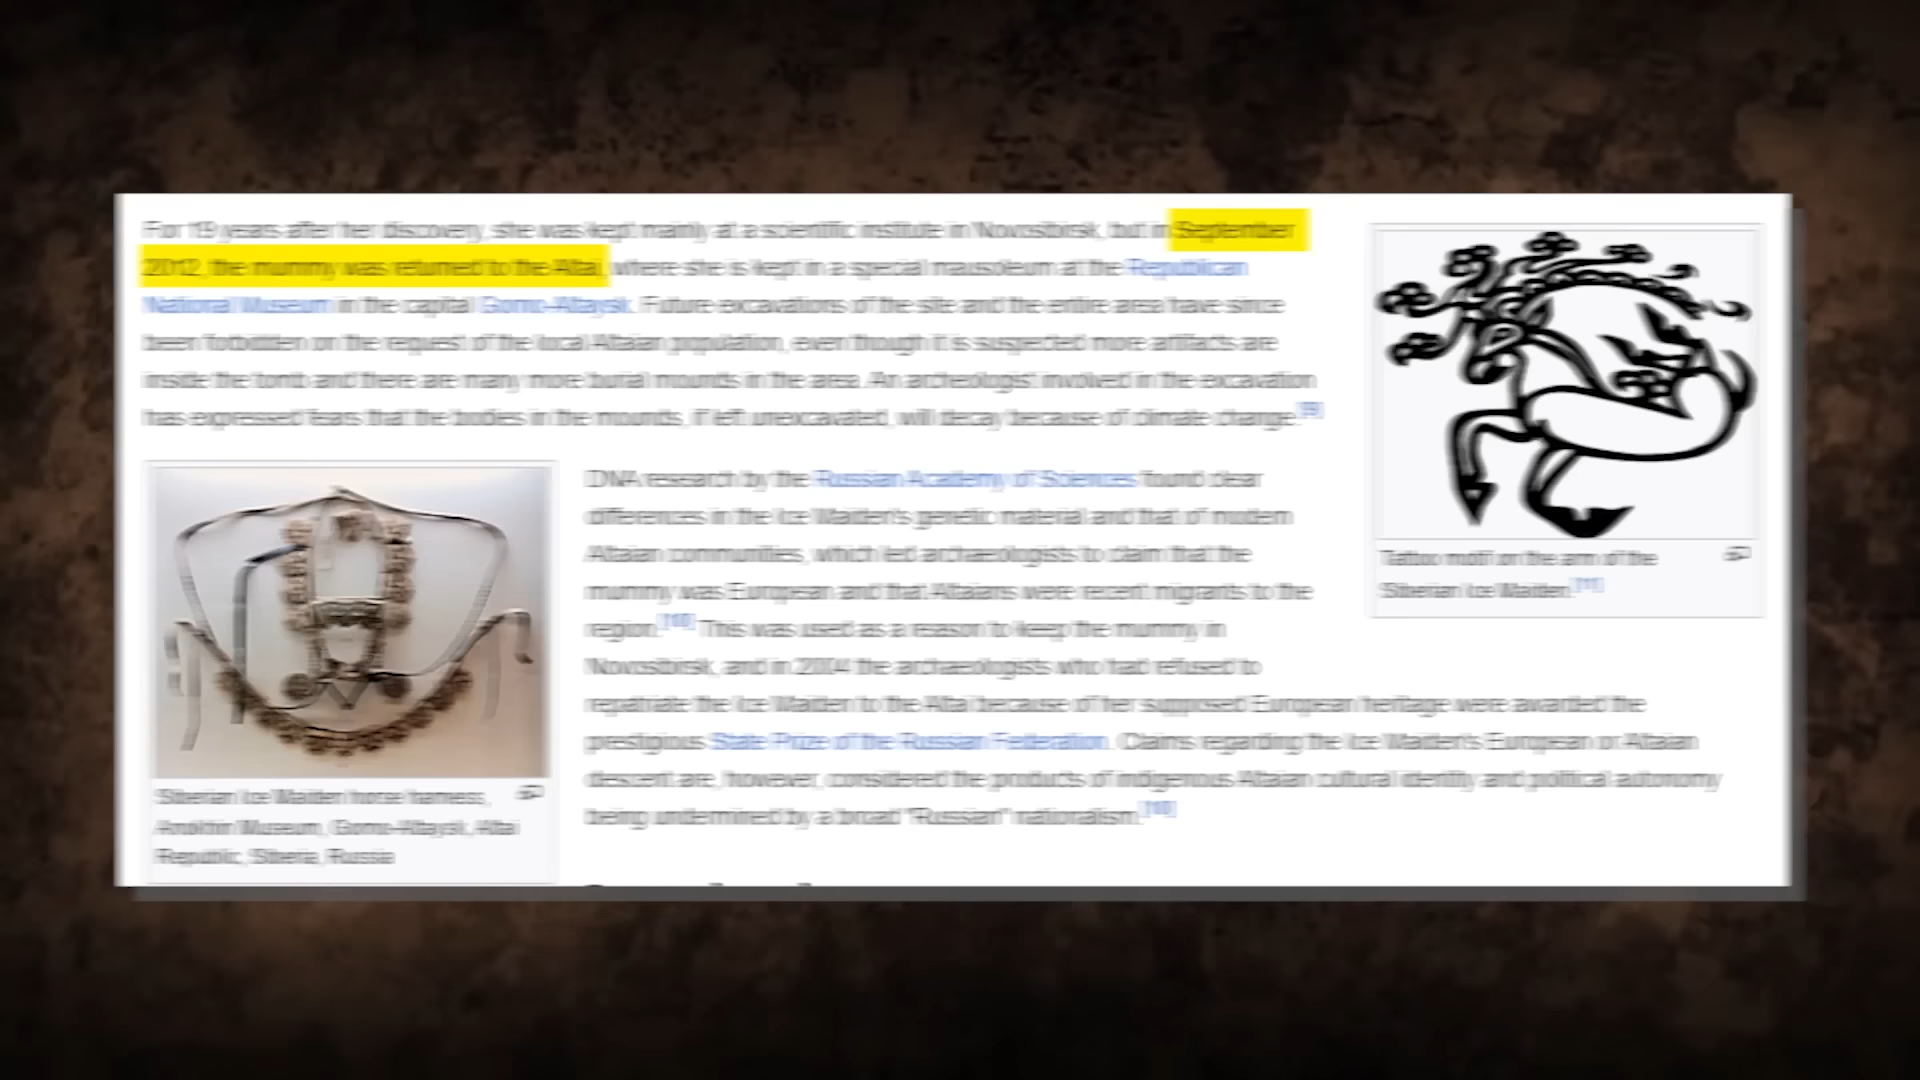 For 19 years after her discovery, she was kept mainly at a scientific institute in Novosibirsk, but in September
2012, the mummy was returned to the Altai, where she is kept in a special mausoleum at the Republican
National Museum in the capital Gorno-Altaysk. Future excavations of the site and the entire area have since
been forbidden on the request of the local Altaian population, even though it is suspected more artifacts are
inside the tomb and there are many more burial mounds in the area. An archeologist involved in the excavation
has expressed fears that the bodies in the mounds, if left unexcavated, will decay because of climate change.[9]
Tattoo motif on the arm of the
Siberian Ice Maiden.[11]
DNA research by the Russian Academy of Sciences found clear
differences in the Ice Maiden's genetic material and that of modern
Altaian communities, which led archaeologists to claim that the
mummy was European and that Altaians were recent migrants to the
region.[10] This was used as a reason to keep the mummy in
Novosibirsk, and in 2004 the archaeologists who had refused to
repatriate the Ice Maiden to the Altai because of her supposed European heritage were awarded the
prestigious State Prize of the Russian Federation. Claims regarding the Ice Maiden's European or Altaian
descent are, however, considered the products of indigenous Altaian cultural identity and political autonomy
being undermined by a broad "Russian" nationalism.[10]
Siberian Ice Maiden horse harness,
Anokhin Museum, Gorno-Altaysk, Altai
Republic, Siberia, Russia